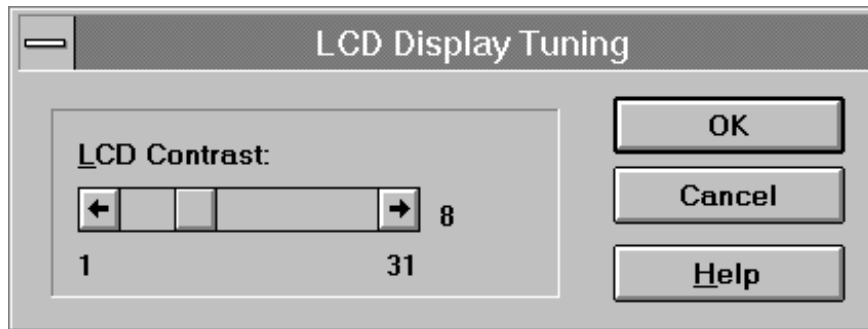 LCD Display Tuning
LCD Contrast:
8
1 31
OK
Cancel
Help